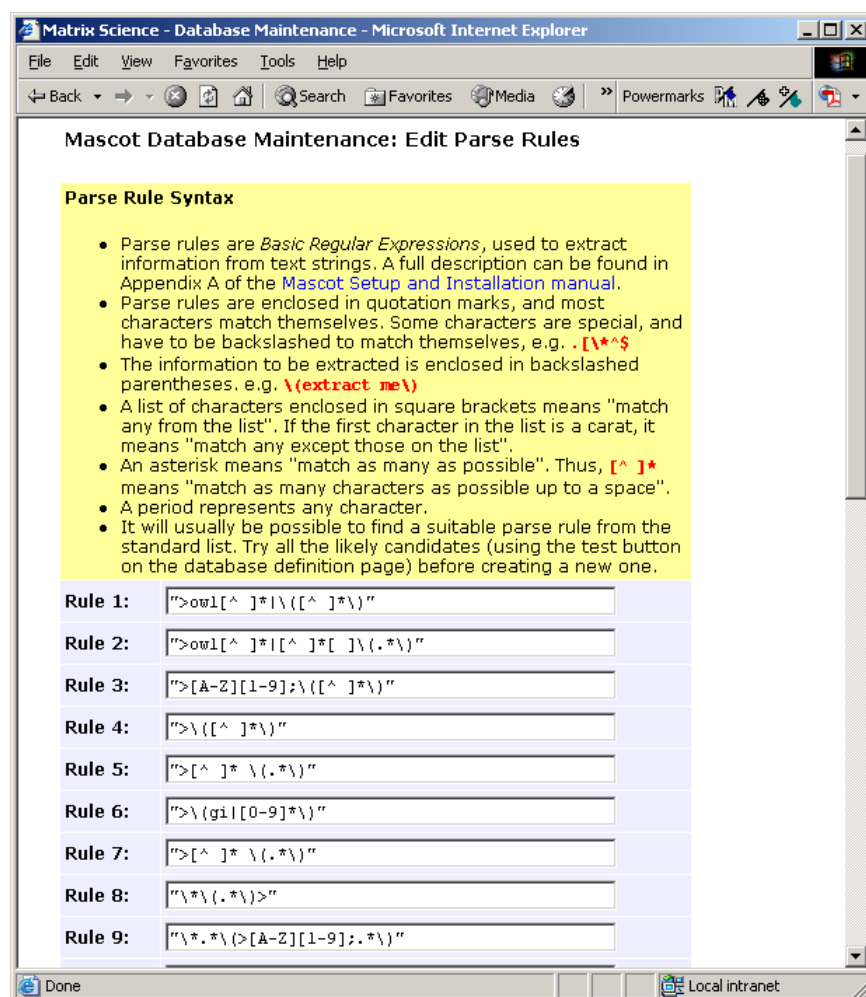 Matrix Science - Database Maintenance - Microsoft Internet Explorer
File Edit View Favorites Tools Help
Back Search Favorites Media » Powermarks
Mascot Database Maintenance: Edit Parse Rules
Parse Rule Syntax
• Parse rules are Basic Regular Expressions, used to extract
information from text strings. A full description can be found in
Appendix A of the Mascot Setup and Installation manual.
• Parse rules are enclosed in quotation marks, and most
characters match themselves. Some characters are special, and
have to be backslashed to match themselves, e.g. .[\*^$
• The information to be extracted is enclosed in backslashed
parentheses. e.g. \(extract me\)
• A list of characters enclosed in square brackets means "match
any from the list". If the first character in the list is a carat, it
means "match any except those on the list".
• An asterisk means "match as many as possible". Thus, [^ ]*
means "match as many characters as possible up to a space".
• A period represents any character.
• It will usually be possible to find a suitable parse rule from the
standard list. Try all the likely candidates (using the test button
on the database definition page) before creating a new one.
Rule 1: ">owl[^ ]*|\([^ ]*\)"
Rule 2: ">owl[^ ]*|[^ ]*[ ]\(.*\)"
Rule 3: ">[A-Z][1-9];\([^ ]*\)"
Rule 4: ">\([^ ]*\)"
Rule 5: ">[^ ]* \(.*\)"
Rule 6: ">\(gi|[0-9]*\)"
Rule 7: ">[^ ]* \(.*\)"
Rule 8: "\*\(.*\)>"
Rule 9: "\*.*\(>[A-Z][1-9];.*\)"
Done Local intranet